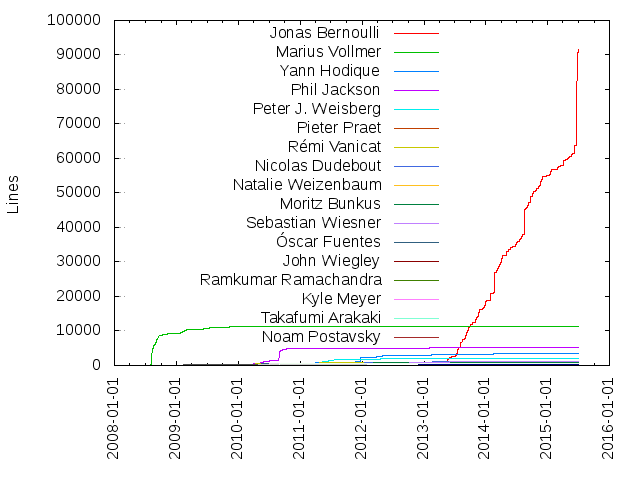 100000
90000
80000
70000
60000
50000
40000
30000
20000
10000
0
Lines
Jonas Bernoulli
Marius Vollmer
Yann Hodique
Phil Jackson
Peter J. Weisberg
Pieter Praet
Rémi Vanicat
Nicolas Dudebout
Natalie Weizenbaum
Moritz Bunkus
Sebastian Wiesner
Óscar Fuentes
John Wiegley
Ramkumar Ramachandra
Kyle Meyer
Takafumi Arakaki
Noam Postavsky
2008-01-01
2009-01-01
2010-01-01
2011-01-01
2012-01-01
2013-01-01
2014-01-01
2015-01-01
2016-01-01